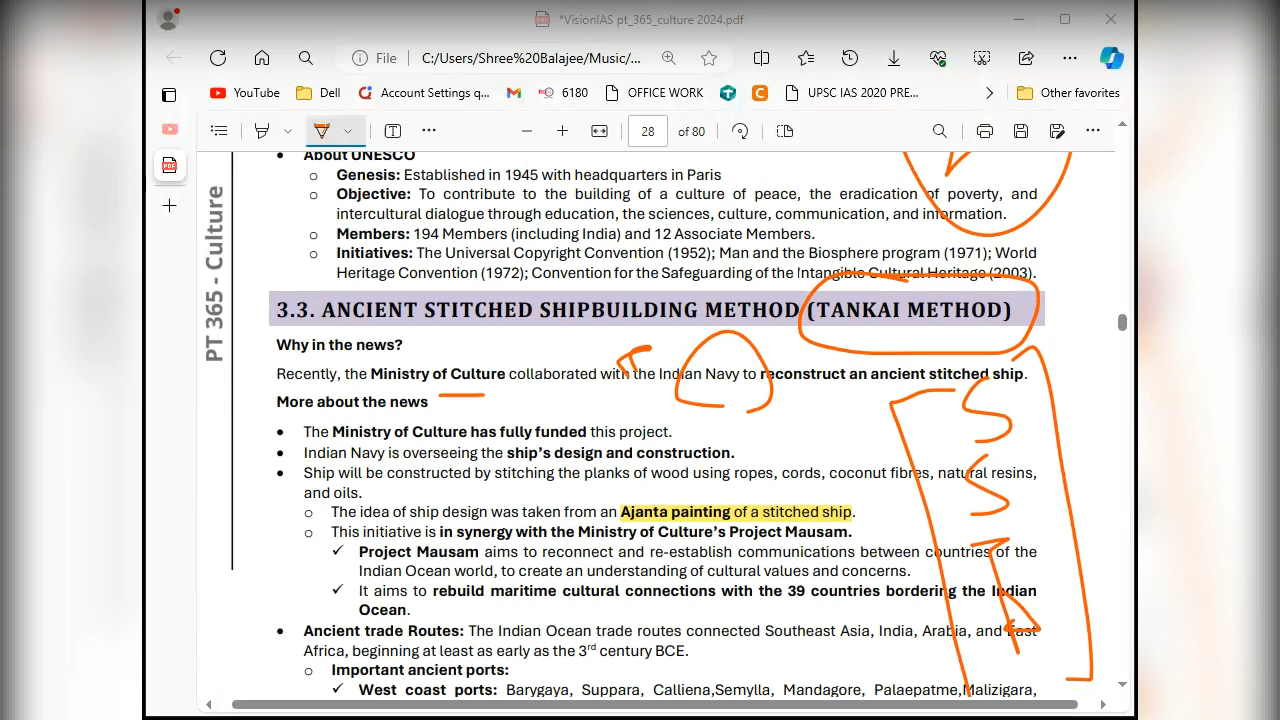 *VisionIAS pt_365_culture 2024.pdf
File C:/Users/Shree%20Balajee/Music/...
YouTube Dell Account Settings q... 6180 OFFICE WORK UPSC IAS 2020 PRE... Other favorites
28 of 80
PT 365 - Culture
• About UNESCO
o Genesis: Established in 1945 with headquarters in Paris
o Objective: To contribute to the building of a culture of peace, the eradication of poverty, and
intercultural dialogue through education, the sciences, culture, communication, and information.
o Members: 194 Members (including India) and 12 Associate Members.
o Initiatives: The Universal Copyright Convention (1952); Man and the Biosphere program (1971); World
Heritage Convention (1972); Convention for the Safeguarding of the Intangible Cultural Heritage (2003).
3.3. ANCIENT STITCHED SHIPBUILDING METHOD (TANKAI METHOD)
Why in the news?
Recently, the Ministry of Culture collaborated with the Indian Navy to reconstruct an ancient stitched ship.
More about the news
• The Ministry of Culture has fully funded this project.
• Indian Navy is overseeing the ship's design and construction.
• Ship will be constructed by stitching the planks of wood using ropes, cords, coconut fibres, natural resins,
and oils.
o The idea of ship design was taken from an Ajanta painting of a stitched ship.
o This initiative is in synergy with the Ministry of Culture's Project Mausam.
✓ Project Mausam aims to reconnect and re-establish communications between countries of the
Indian Ocean world, to create an understanding of cultural values and concerns.
✓ It aims to rebuild maritime cultural connections with the 39 countries bordering the Indian
Ocean.
• Ancient trade Routes: The Indian Ocean trade routes connected Southeast Asia, India, Arabia, and East
Africa, beginning at least as early as the 3rd century BCE.
o Important ancient ports:
✓ West coast ports: Barygaya, Suppara, Calliena,Semylla, Mandagore, Palaepatme,Malizigara,